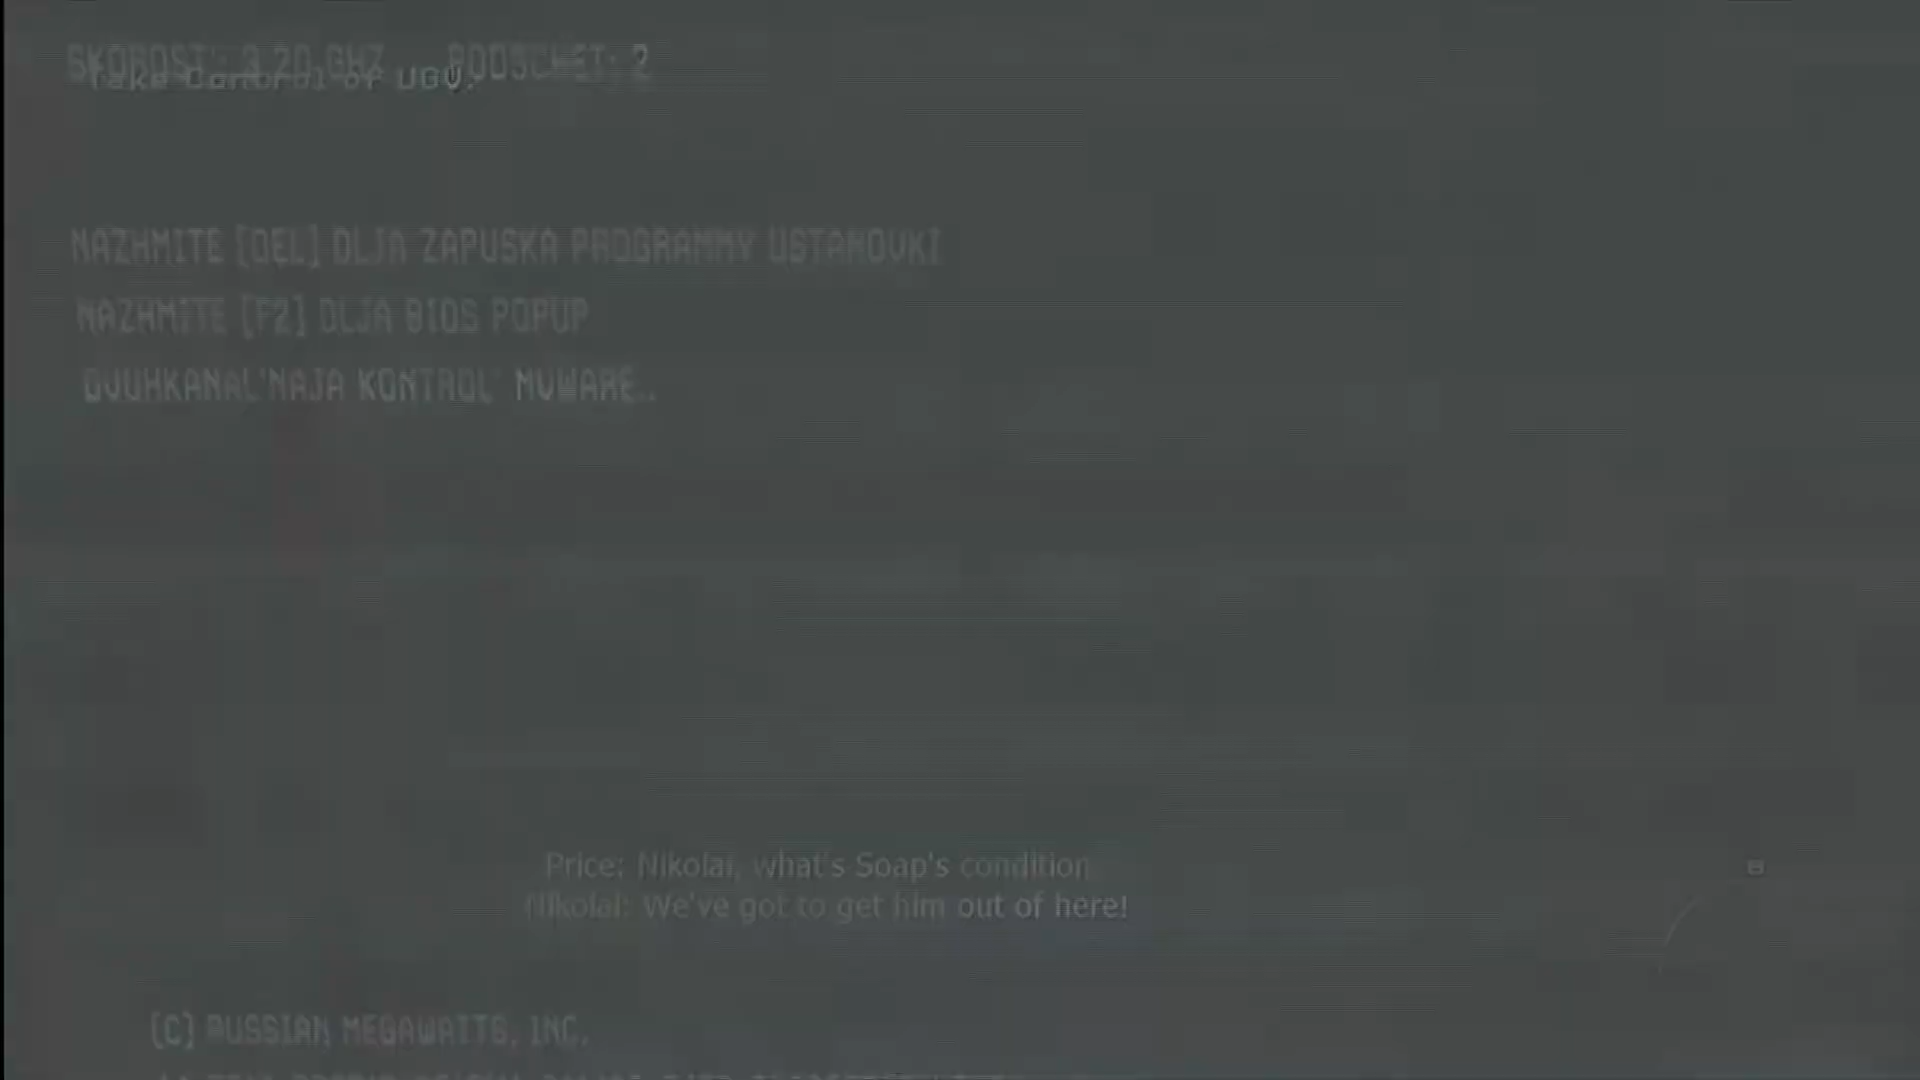 SKOROST': 3.20 GHZ PODSCHET: 2
Take Control of UGV.
NAZHMITE [DEL] DLJA ZAPUSKA PROGRAMMY USTANOVKI
NAZHMITE [F2] DLJA BIOS POPUP
DVUHKANAL'NAJA KONTROL' MVWARE..
Price: Nikolai, what's Soap's condition
Nikolai: We've got to get him out of here!
(C) RUSSIAN MEGAWATTS, INC.